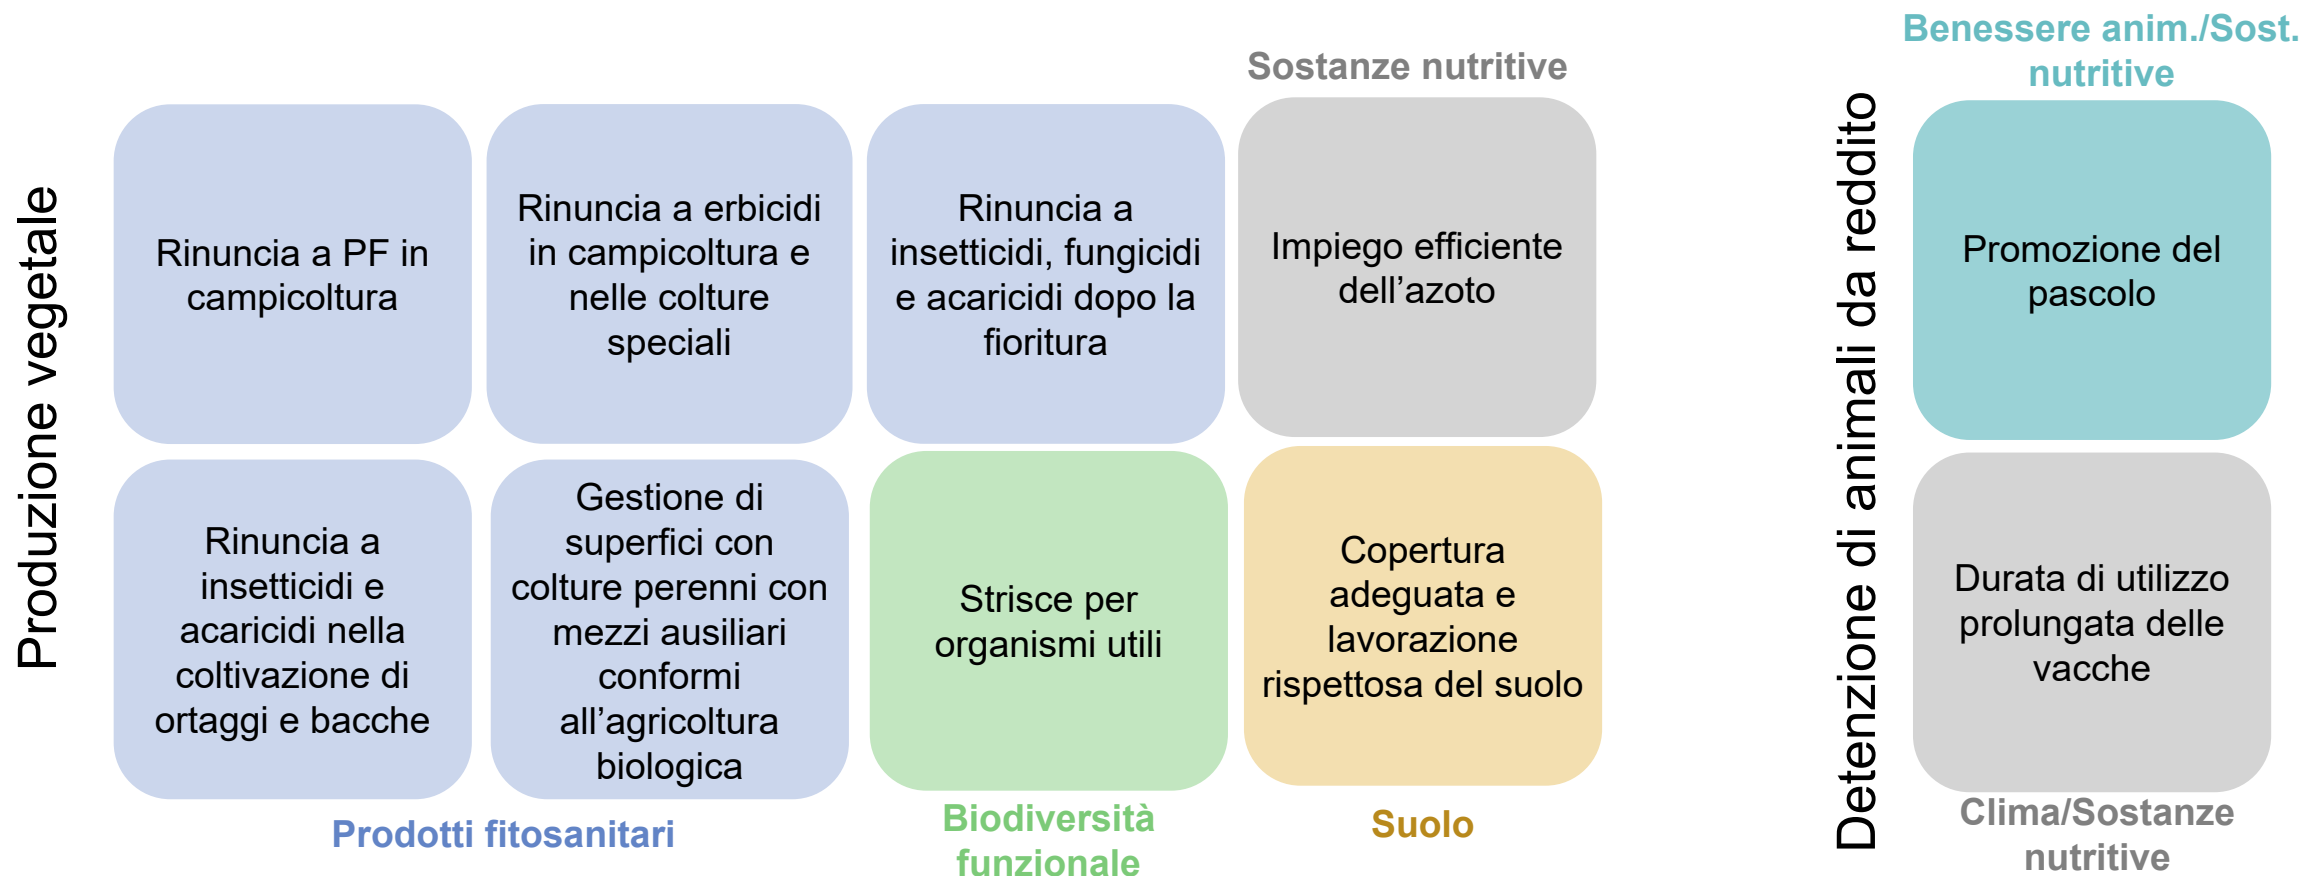 Produzione vegetale
Rinuncia a PF in
campicoltura
Rinuncia a erbicidi
in campicoltura e
nelle colture
speciali
Rinuncia a
insetticidi, fungicidi
e acaricidi dopo la
fioritura
Sostanze nutritive
Impiego efficiente
dell’azoto
Rinuncia a
insetticidi e
acaricidi nella
coltivazione di
ortaggi e bacche
Gestione di
superfici con
colture perenni con
mezzi ausiliari
conformi
all’agricoltura
biologica
Prodotti fitosanitari
Strisce per
organismi utili
Biodiversità
funzionale
Copertura
adeguata e
lavorazione
rispettosa del suolo
Suolo
Detenzione di animali da reddito
Benessere anim./Sost.
nutritive
Promozione del
pascolo
Durata di utilizzo
prolungata delle
vacche
Clima/Sostanze
nutritive